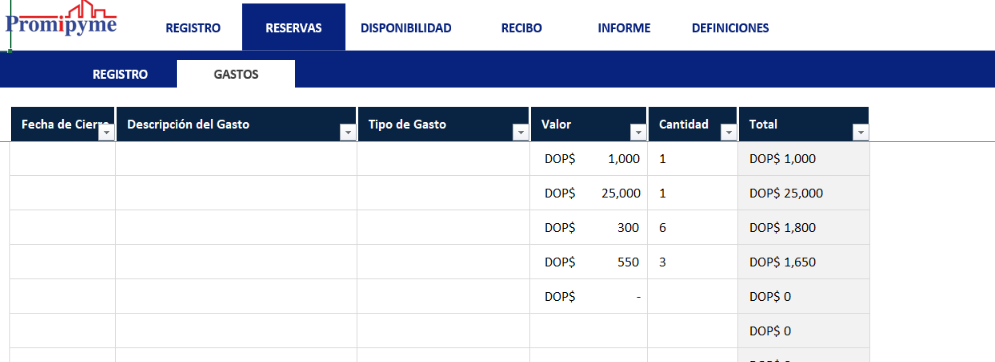 Promipyme
REGISTRO RESERVAS DISPONIBILIDAD RECIBO INFORME DEFINICIONES
REGISTRO GASTOS
Fecha de Cierre Descripción del Gasto Tipo de Gasto Valor Cantidad Total
DOP$ 1,000 1 DOP$ 1,000
DOP$ 25,000 1 DOP$ 25,000
DOP$ 300 6 DOP$ 1,800
DOP$ 550 3 DOP$ 1,650
DOP$ - DOP$ 0
DOP$ 0